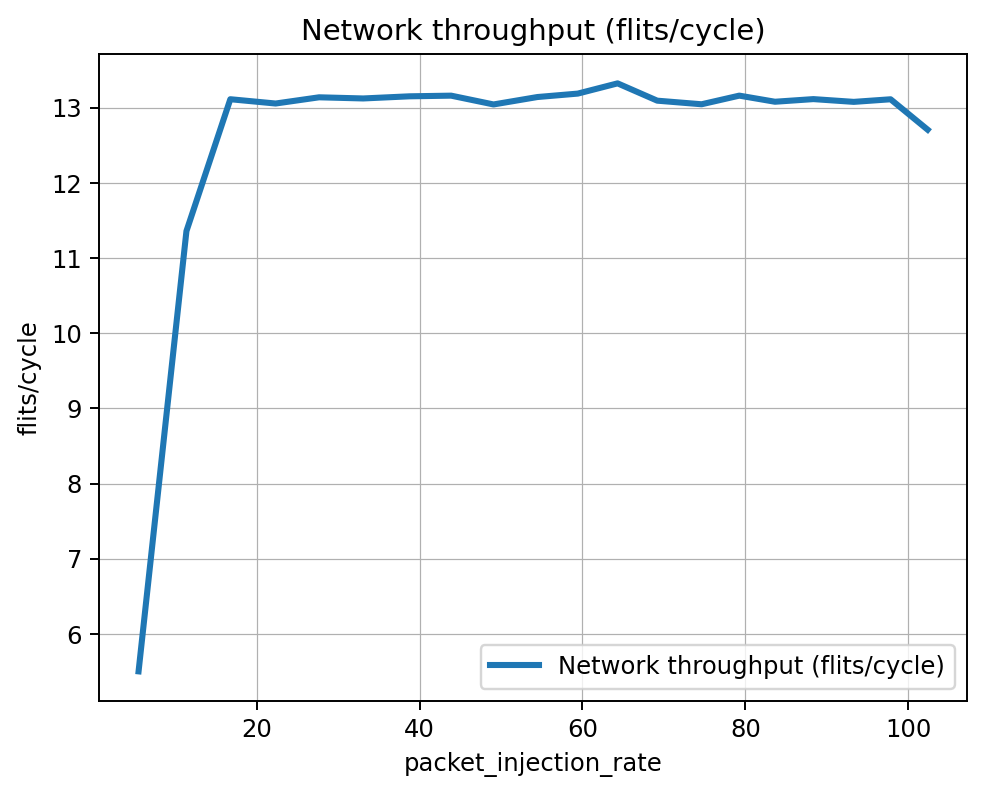 Network throughput (flits/cycle)
13
12
11
10
9
8
7
6
flits/cycle
Network throughput (flits/cycle)
20 40 60 80 100
packet_injection_rate